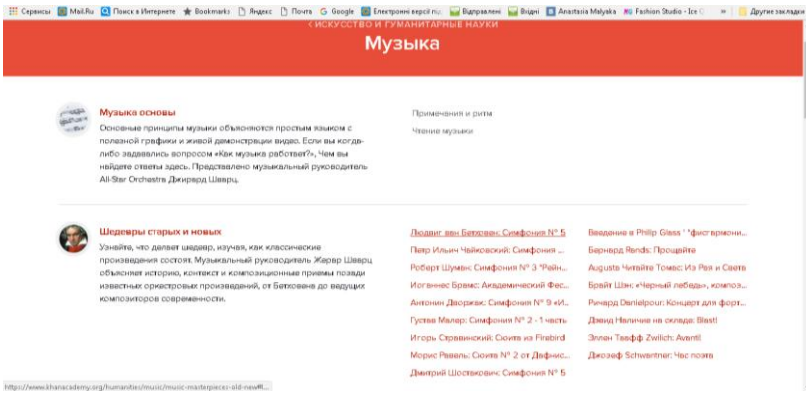 Сервисы Mail.Ru Поиск в Интернете Bookmarks Яндекс Почта Google Електронні версії під Відправлені Вхідні Anastasia Malyaka Fashion Studio - Ice C » Другие закладки
< ИСКУССТВО И ГУМАНИТАРНЫЕ НАУКИ
Музыка
Музыка основы
Основные принципы музыки объясняются простым языком с
полезной графики и живой демонстрации видео. Если вы когда-
либо задавались вопросом «Как музыка работает?», Чем вы
найдете ответы здесь. Представлено музыкальный руководитель
All-Star Orchestra Джирард Шварц.
Примечания и ритм
Чтение музыки
Шедевры старых и новых
Узнайте, что делает шедевр, изучая, как классические
произведения состоят. Музыкальный руководитель Жерар Шварц
объясняет историю, контекст и композиционные приемы позади
известных оркестровых произведений, от Бетховена до ведущих
композиторов современности.
Людвиг ван Бетховен: Симфония № 5
Петр Ильич Чайковский: Симфония ...
Роберт Шуман: Симфония № 3 "Рейн...
Иоганнес Брамс: Академический Фес...
Антонин Дворжак: Симфония № 9 «И...
Густав Малер: Симфония № 2 - 1 часть
Игорь Стравинский: Сюита из Firebird
Морис Равель: Сюита № 2 от Дафнис...
Дмитрий Шостакович: Симфония № 5
Введение в Philip Glass ' "фисгармони...
Бернард Rands: Прощайте
Augusta Читайте Томас: Из Рая и Света
Брайт Шэн: «Черный лебедь», композ...
Ричард Danielpour: Концерт для форт...
Дэвид Наличие на складе: Blast!
Эллен Таафф Zwilich: Avanti!
Джозеф Schwantner: Час поэта
https://www.khanacademy.org/humanities/music/music-masterpieces-old-new#l...